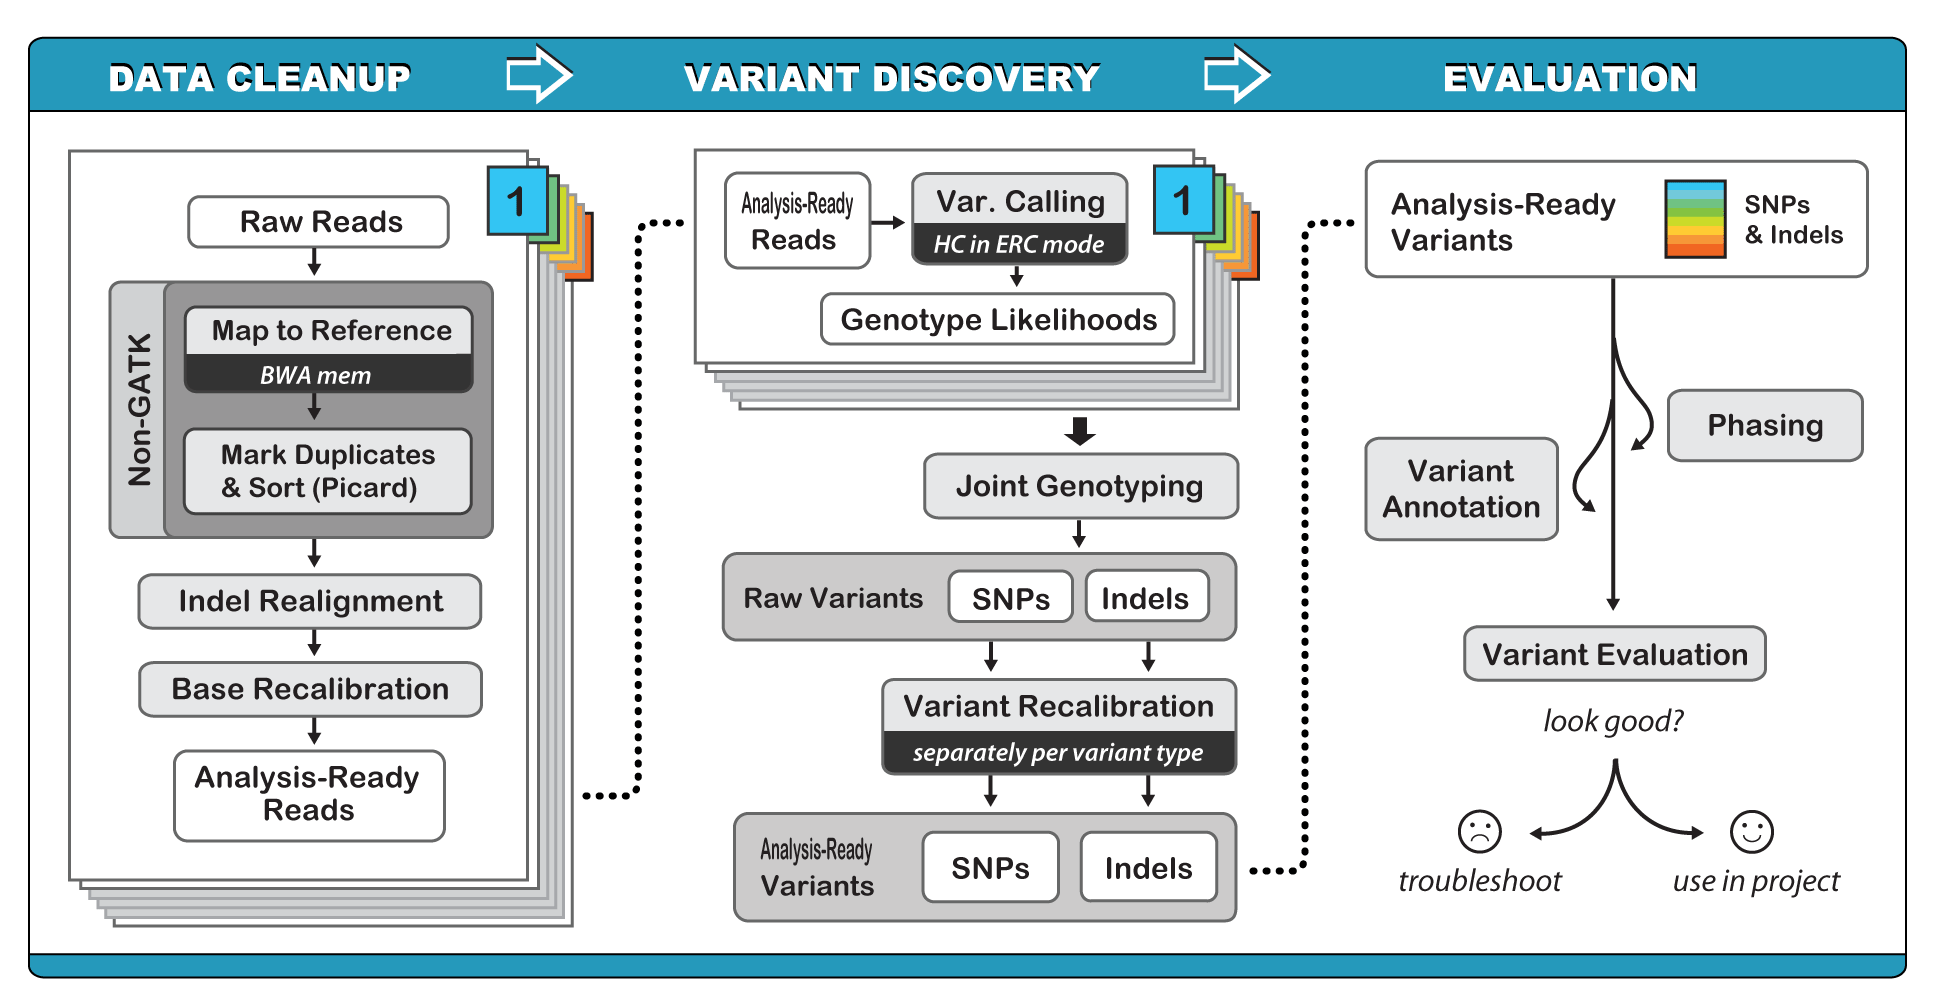 DATA CLEANUP
VARIANT DISCOVERY
EVALUATION
1
Raw Reads
Non-GATK
Map to Reference
BWA mem
Mark Duplicates
& Sort (Picard)
Indel Realignment
Base Recalibration
Analysis-Ready
Reads
1
Analysis-Ready
Reads
Var. Calling
HC in ERC mode
Genotype Likelihoods
Joint Genotyping
Raw Variants
SNPs
Indels
Variant Recalibration
separately per variant type
Analysis-Ready
Variants
SNPs
Indels
Analysis-Ready
Variants
SNPs
& Indels
Phasing
Variant
Annotation
Variant Evaluation
look good?
troubleshoot
use in project